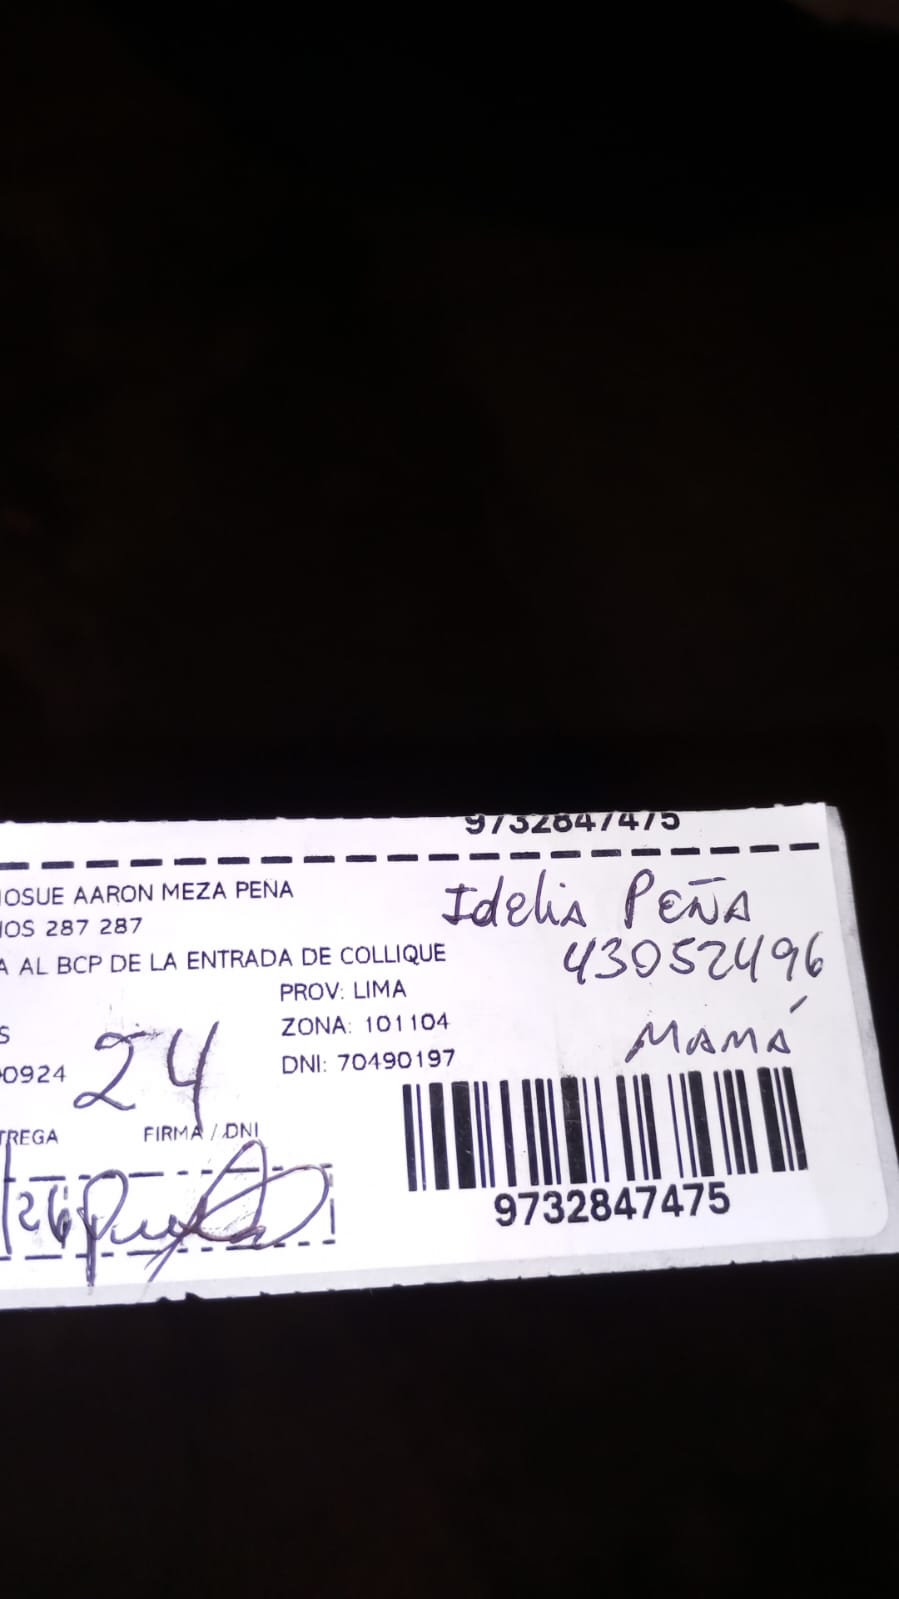 9732847475
JOSUE AARON MEZA PENA
Idelia PEÑA
IOS 287 287
43052496
A AL BCP DE LA ENTRADA DE COLLIQUE
PROV: LIMA
S
ZONA: 101104
MAMÁ
0924
24
DNI: 70490197
TREGA
FIRMA / DNI
9732847475